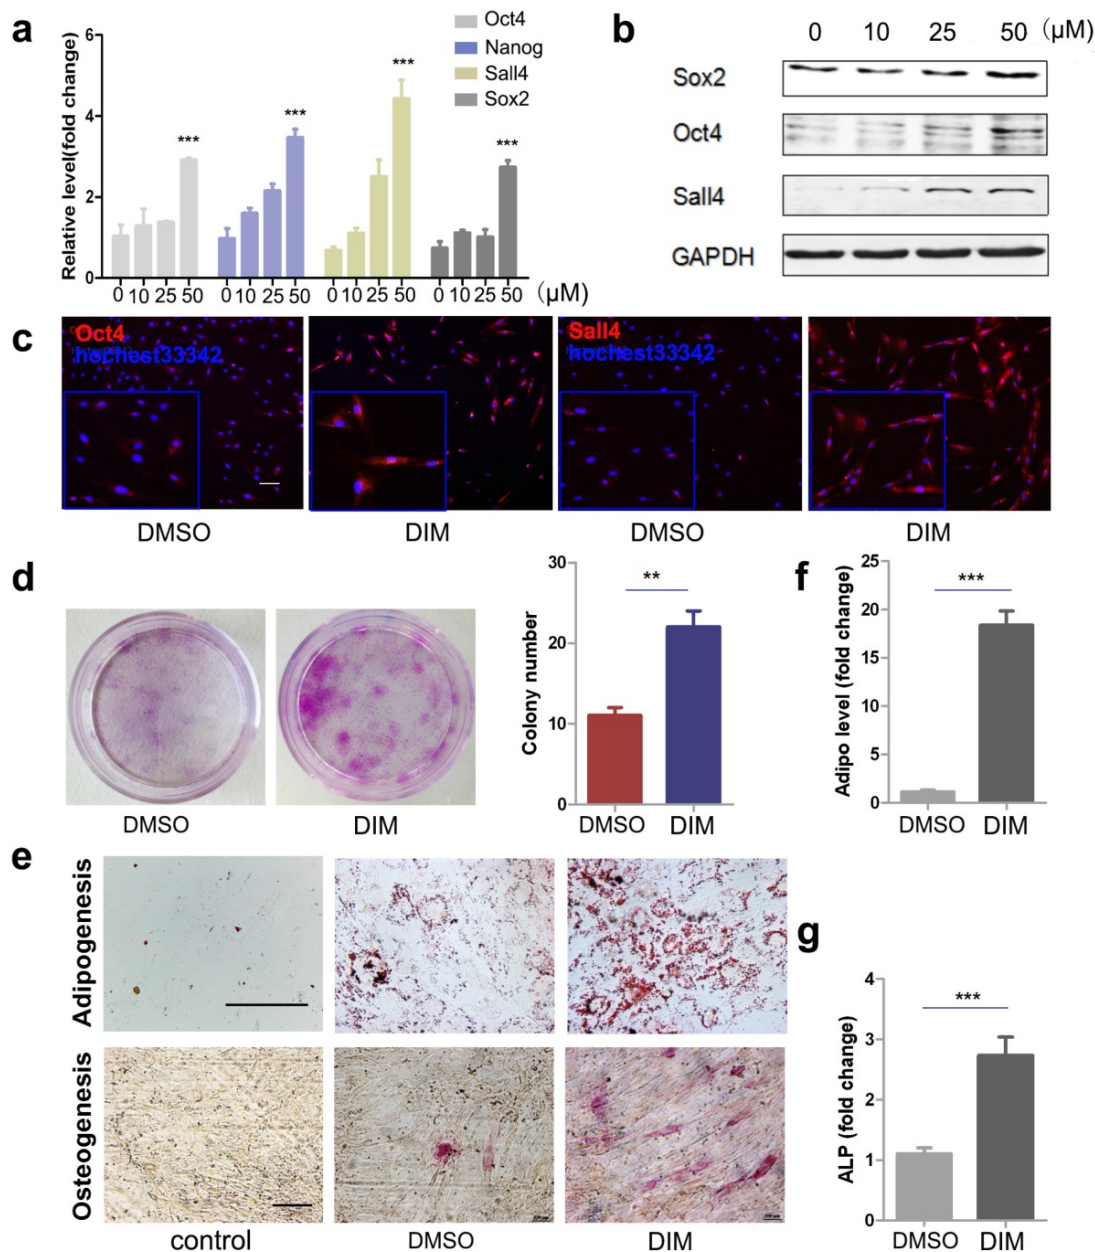 a
Relative level(fold change)
6
4
2
0
Oct4
Nanog
Sall4
Sox2
***
***
***
***
0 10 25 50 0 10 25 50 0 10 25 50 0 10 25 50 (μM)
b
0 10 25 50 (μM)
Sox2
Oct4
Sall4
GAPDH
c
Oct4
hochest33342
Sall4
hochest33342
DMSO DIM DMSO DIM
d
DMSO DIM
Colony number
30
20
10
0
**
DMSO DIM
f
Adipo level (fold change)
25
20
15
10
5
0
***
DMSO DIM
e
Adipogenesis
Osteogenesis
control DMSO DIM
g
ALP (fold change)
4
3
2
1
0
***
DMSO DIM